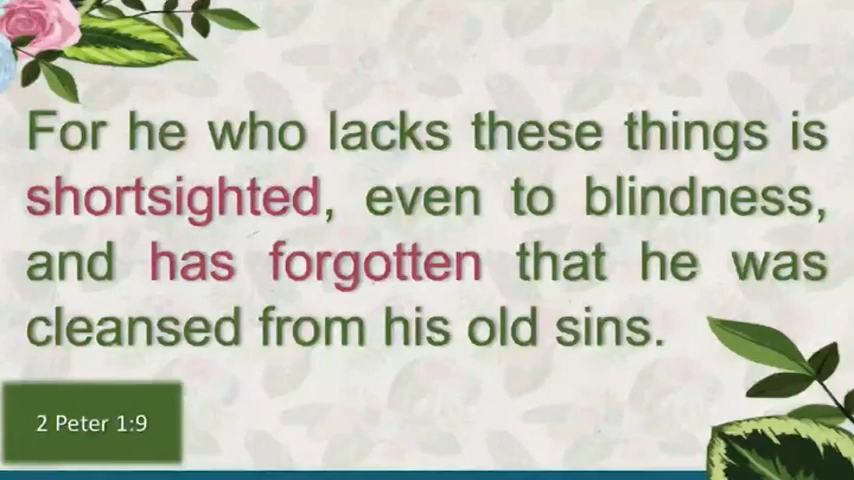 For he who lacks these things is
shortsighted, even to blindness,
and has forgotten that he was
cleansed from his old sins.
2 Peter 1:9